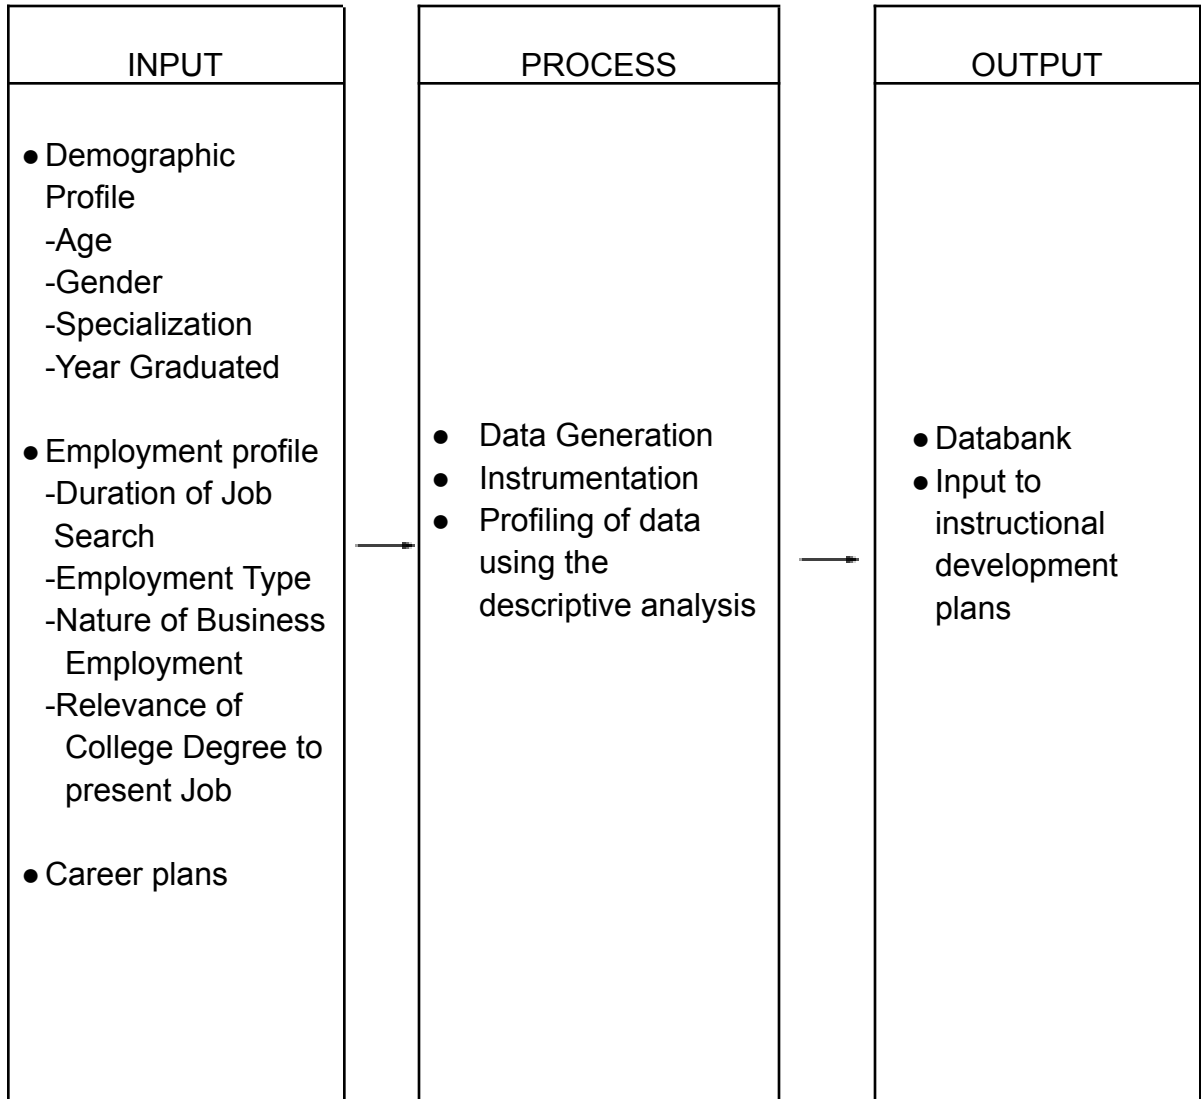 INPUT
● Demographic
Profile
-Age
-Gender
-Specialization
-Year Graduated
● Employment profile
-Duration of Job
Search
-Employment Type
-Nature of Business
Employment
-Relevance of
College Degree to
present Job
● Career plans
PROCESS
● Data Generation
● Instrumentation
● Profiling of data
using the
descriptive analysis
OUTPUT
● Databank
● Input to
instructional
development
plans